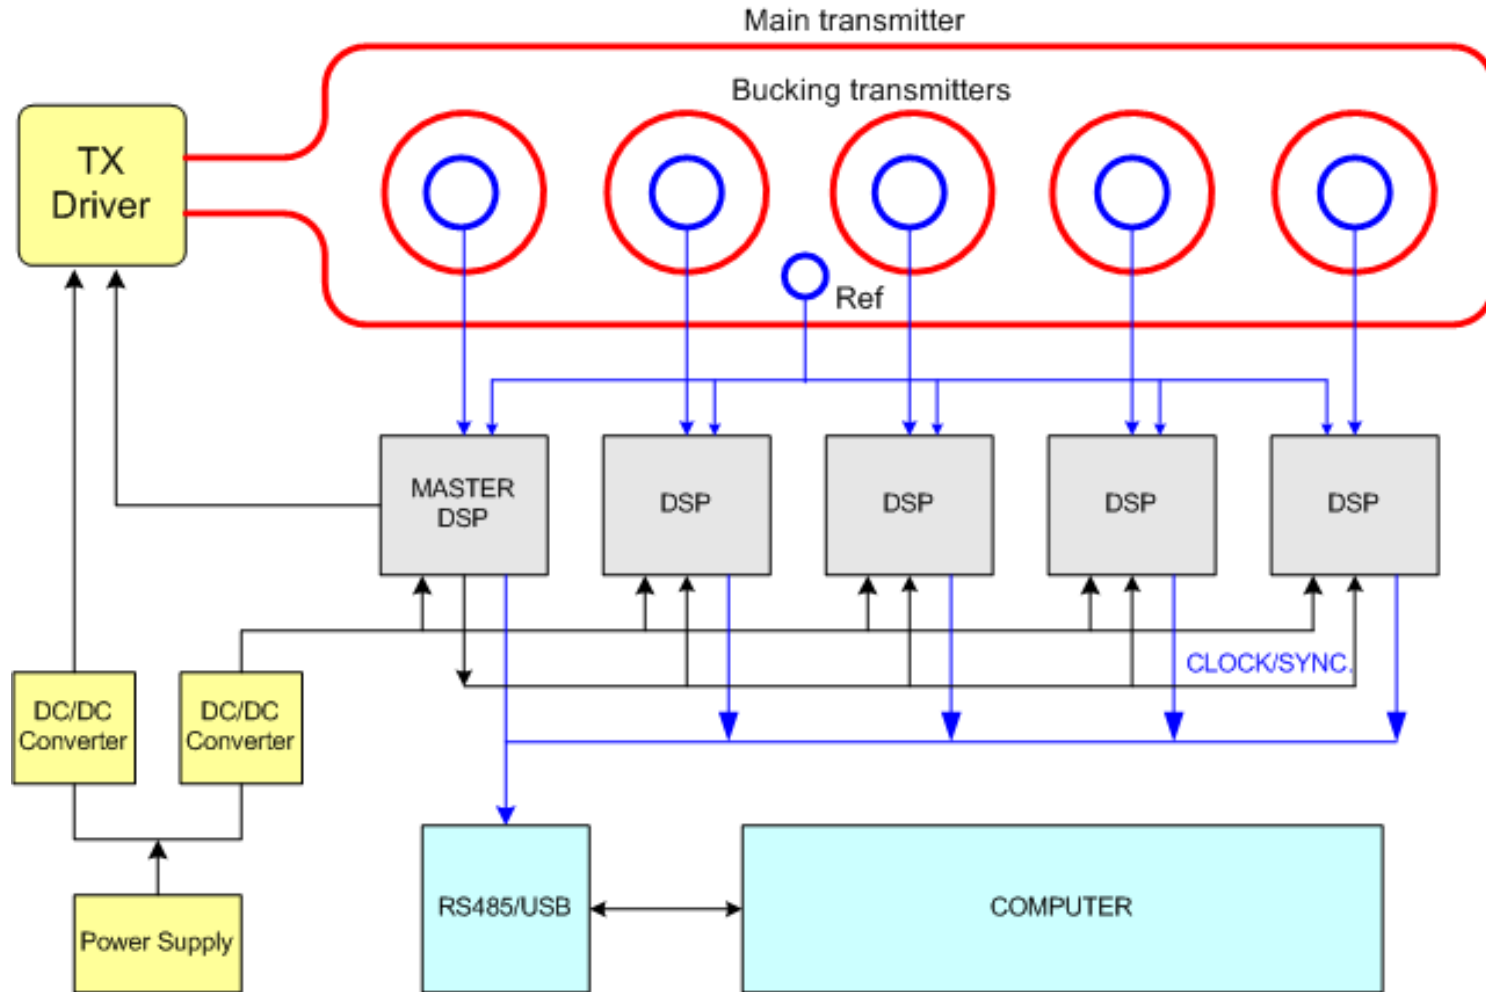 Main transmitter
Bucking transmitters
TX
Driver
Ref
MASTER
DSP
DSP
DSP
DSP
DSP
CLOCK/SYNC.
DC/DC
Converter
DC/DC
Converter
RS485/USB
COMPUTER
Power Supply